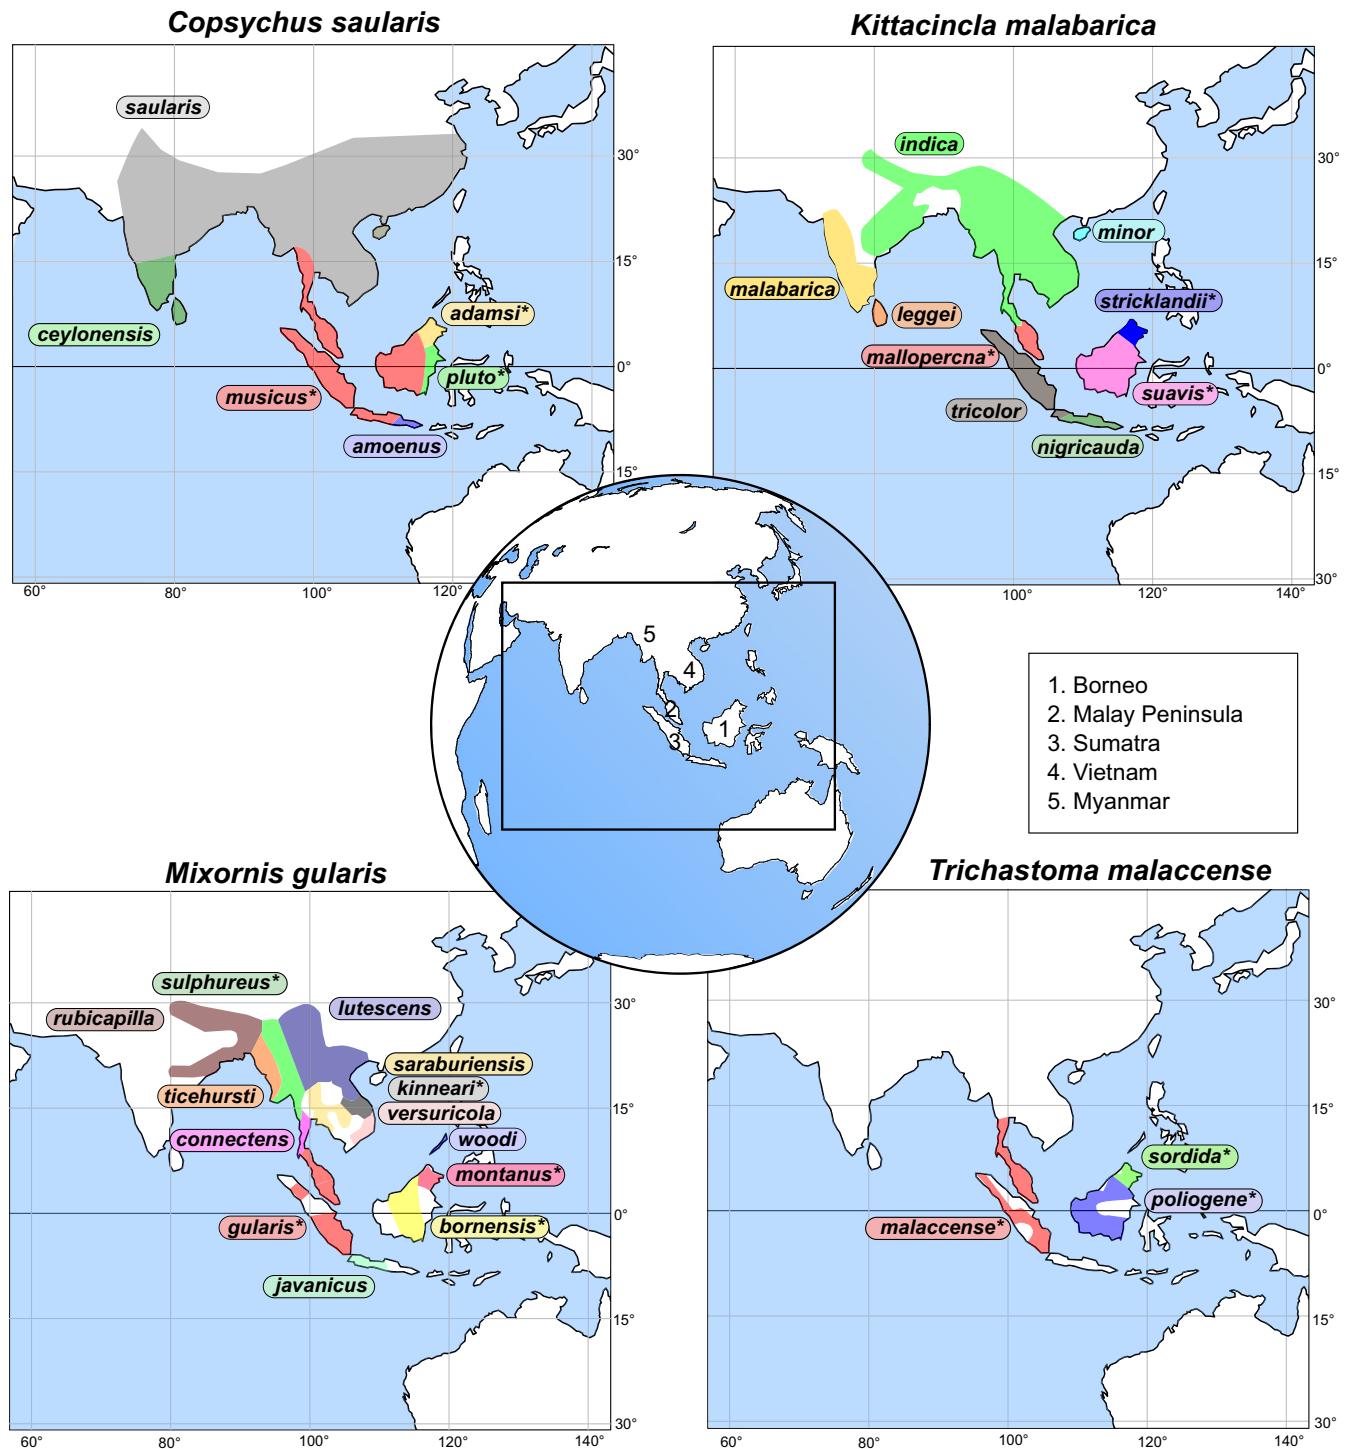 Copsychus saularis
saularis
ceylonensis
adamsi*
pluto*
musicus*
amoenus
30°
15°
0°
15°
60°
80°
100°
120°
Kittacincla malabarica
indica
minor
malabarica
stricklandii*
leggei
mallopercna*
suavis*
tricolor
nigricauda
30°
15°
0°
15°
30°
100°
120°
140°
5
4
2
1
3
1. Borneo
2. Malay Peninsula
3. Sumatra
4. Vietnam
5. Myanmar
Mixornis gularis
sulphureus*
rubicapilla
lutescens
saraburiensis
ticehursti
kinneari*
versuricola
connectens
woodi
montanus*
gularis*
bornensis*
javanicus
30°
15°
0°
15°
30°
60°
80°
100°
120°
140°
Trichastoma malaccense
sordida*
poliogene*
malaccense*
30°
15°
0°
15°
30°
60°
80°
100°
120°
140°